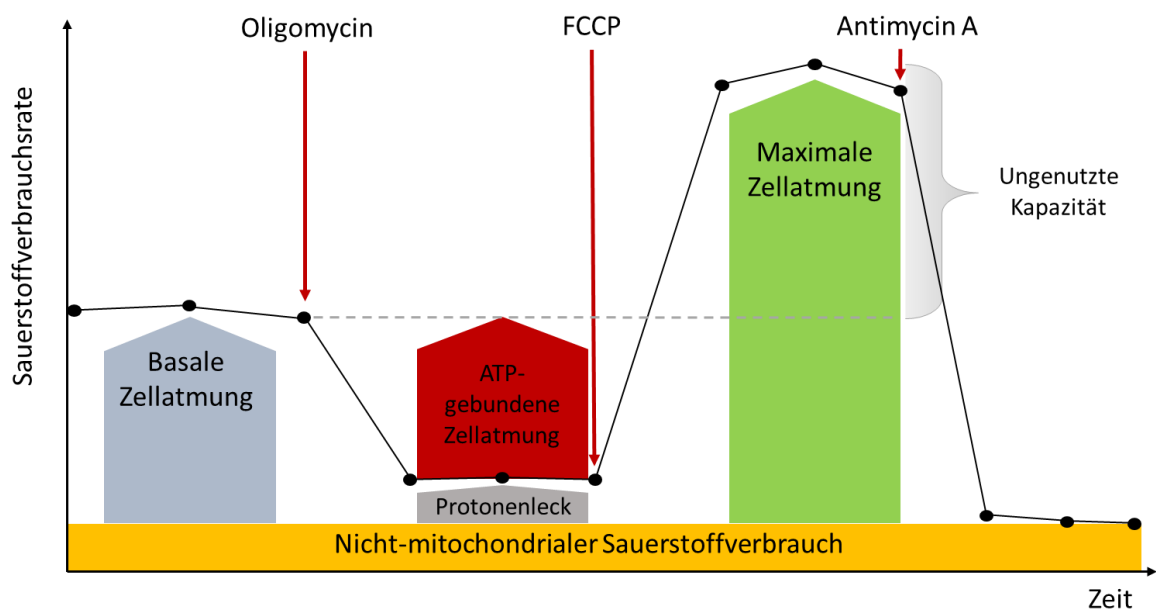 Oligomycin
FCCP
Antimycin A
Sauerstoffverbrauchsrate
Maximale
Zellatmung
Ungenutzte
Kapazität
Basale
Zellatmung
ATP-
gebundene
Zellatmung
Protonenleck
Nicht-mitochondrialer Sauerstoffverbrauch
Zeit